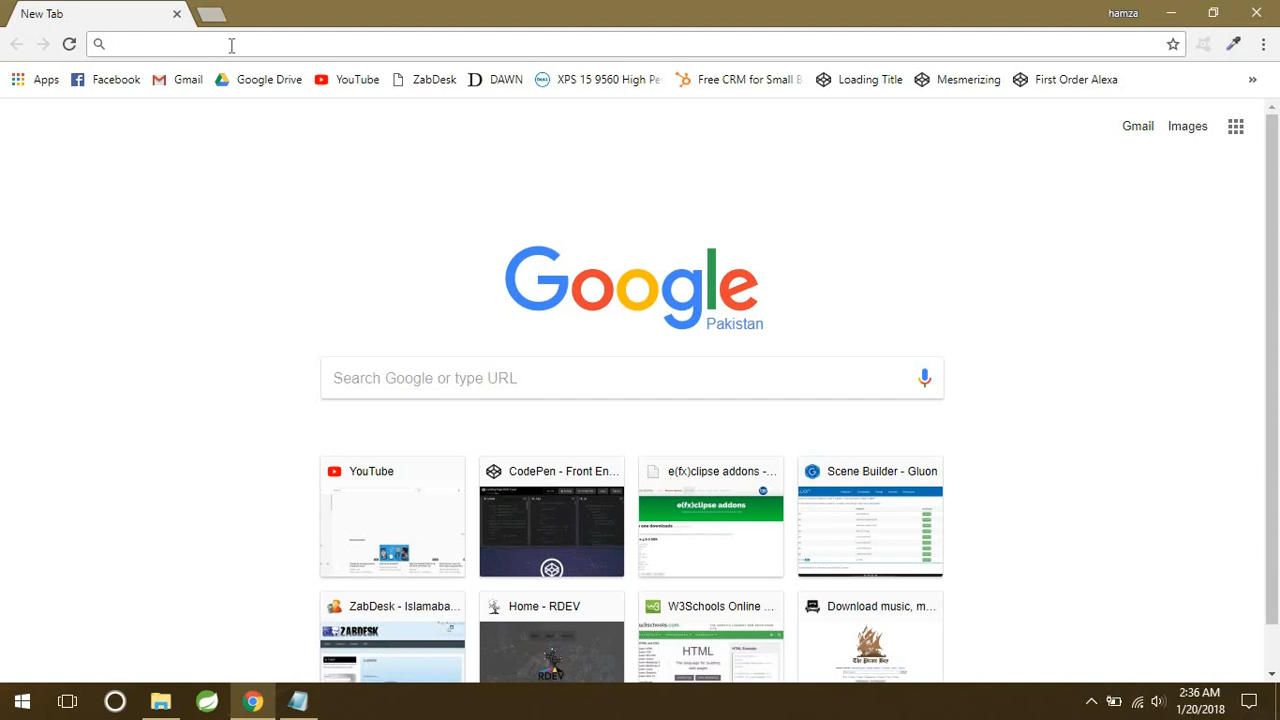 New Tab
hamza
Apps Facebook Gmail Google Drive YouTube ZabDesk DAWN XPS 15 9560 High Pe Free CRM for Small B Loading Title Mesmerizing First Order Alexa »
Gmail Images
Google
Pakistan
Search Google or type URL
YouTube CodePen - Front En... e(fx)clipse addons -... Scene Builder - Gluon
e(fx)clipse addons
ZabDesk - Islamaba... Home - RDEV W3Schools Online ... Download music, m...
ZABDESK
HTML
HTML Example
The Pirate Bay
RDEV
2:36 AM
1/20/2018